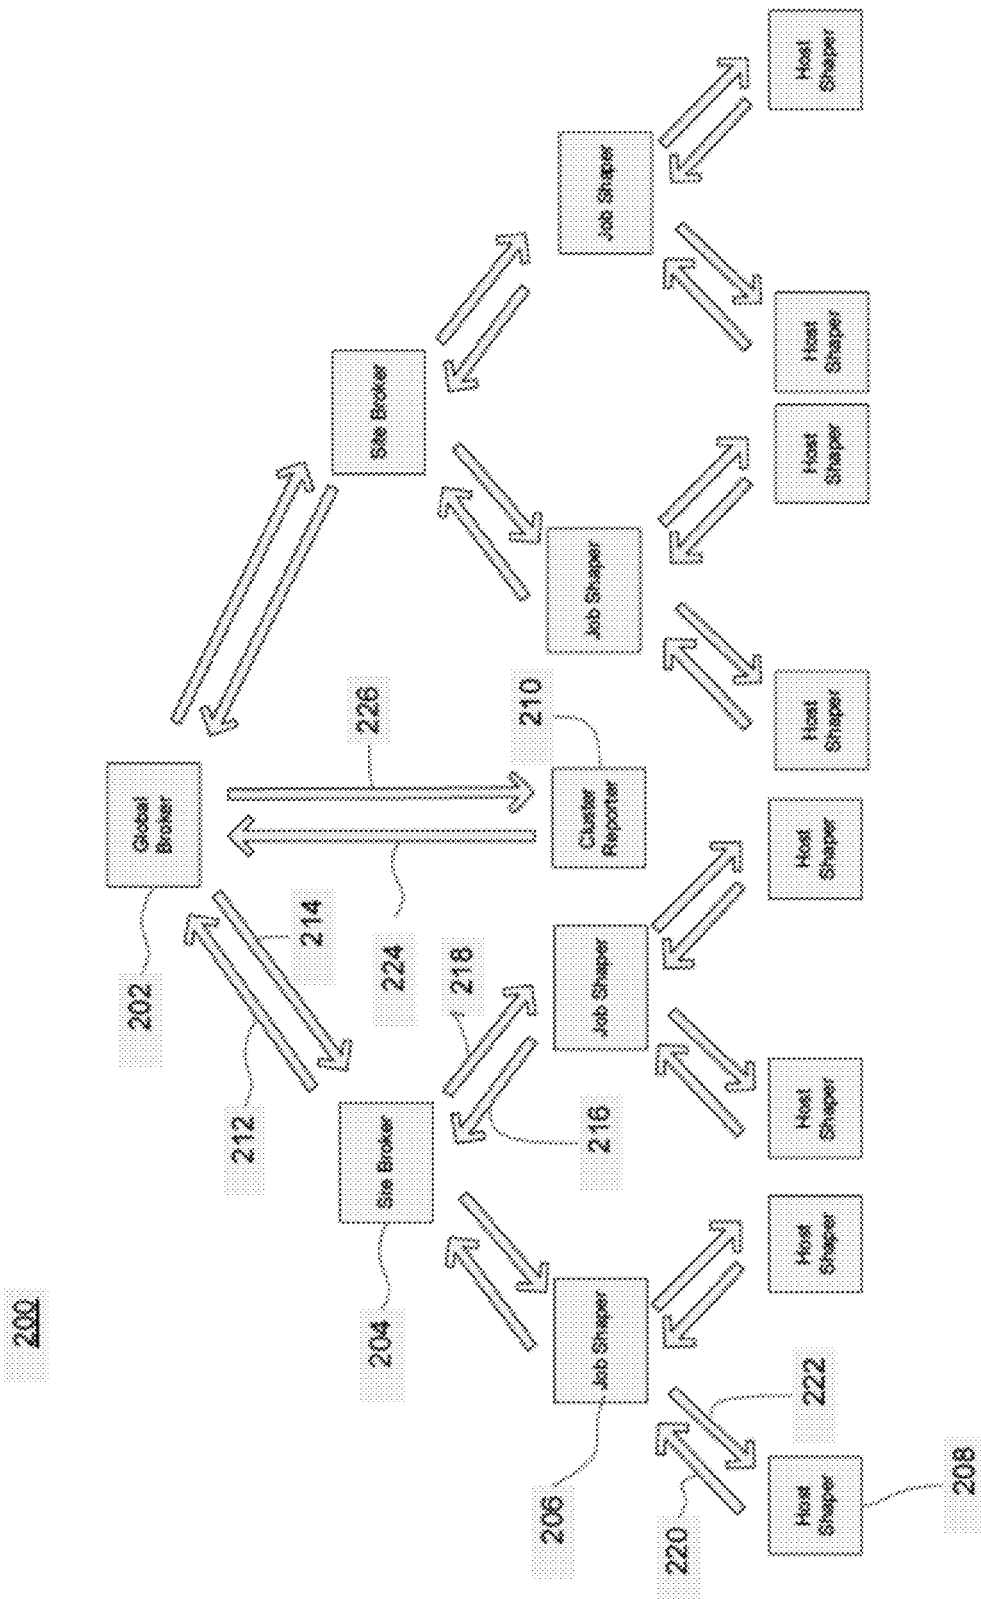 200
202
Global
Broker
212
214
204
Site Broker
224
226
Site Broker
218
210
206
216
Job Shaper
Job Shaper
Cluster
Reporter
Job Shaper
Job Shaper
220
222
Host
Shaper
Host
Shaper
Host
Shaper
Host
Shaper
Host
Shaper
Host
Shaper
Host
Shaper
Host
Shaper
208